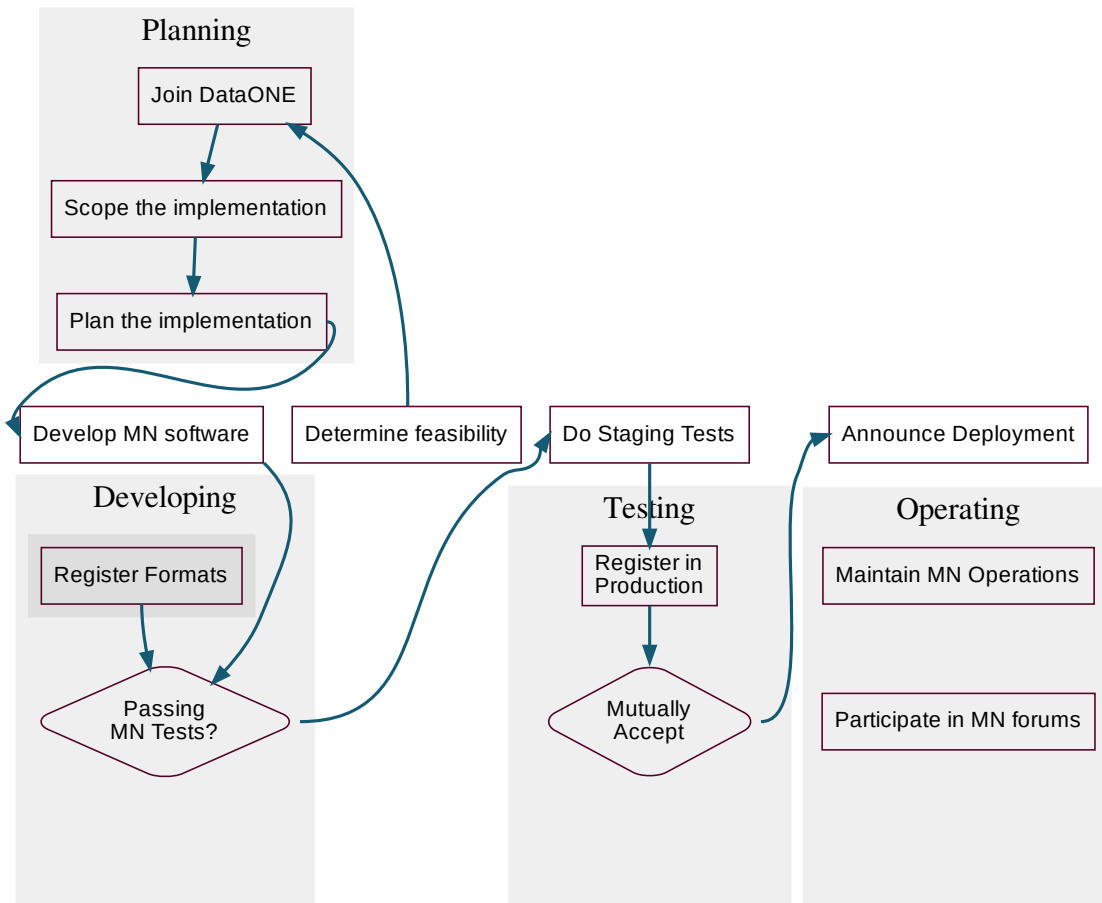 Planning
Join DataONE
Scope the implementation
Plan the implementation
Develop MN software
Determine feasibility
Do Staging Tests
Announce Deployment
Developing
Register Formats
Passing
MN Tests?
Testing
Register in
Production
Mutually
Accept
Operating
Maintain MN Operations
Participate in MN forums